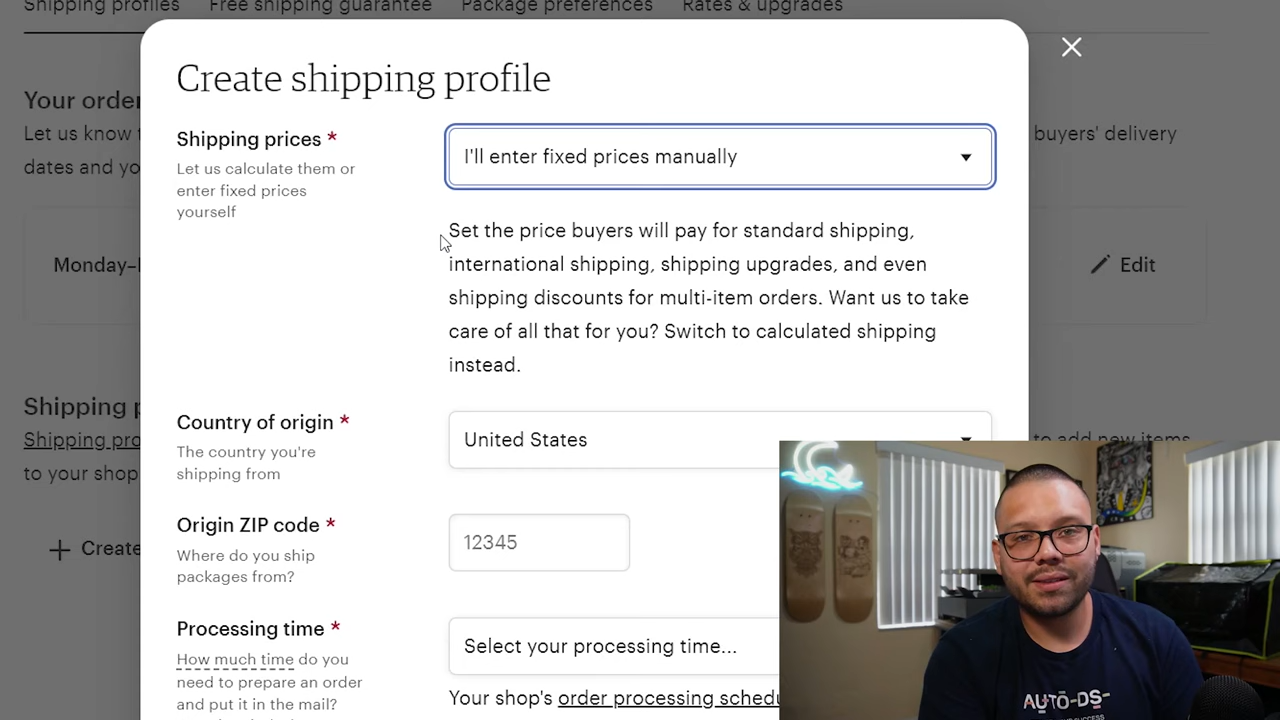 Shipping profiles Free shipping guarantee Package preferences Rates & upgrades
Create shipping profile
Your order
Let us know
dates and yo
buyers' delivery
Shipping prices *
Let us calculate them or
enter fixed prices
yourself
I'll enter fixed prices manually
Set the price buyers will pay for standard shipping,
international shipping, shipping upgrades, and even
shipping discounts for multi-item orders. Want us to take
care of all that for you? Switch to calculated shipping
instead.
Monday–
Edit
Shipping p
Shipping pro
to your shop
to add new items
+ Create
Country of origin *
The country you're
shipping from
United States
Origin ZIP code *
Where do you ship
packages from?
12345
Processing time *
How much time do you
need to prepare an order
and put it in the mail?
Select your processing time...
Your shop's order processing schedu
AUTO-DS-
SUCCESS